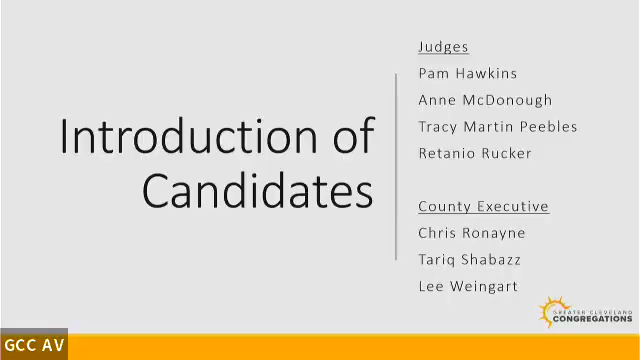 Introduction of
Candidates
Judges
Pam Hawkins
Anne McDonough
Tracy Martin Peebles
Retanio Rucker
County Executive
Chris Ronayne
Tariq Shabazz
Lee Weingart
GREATER CLEVELAND
CONGREGATIONS
GCC AV